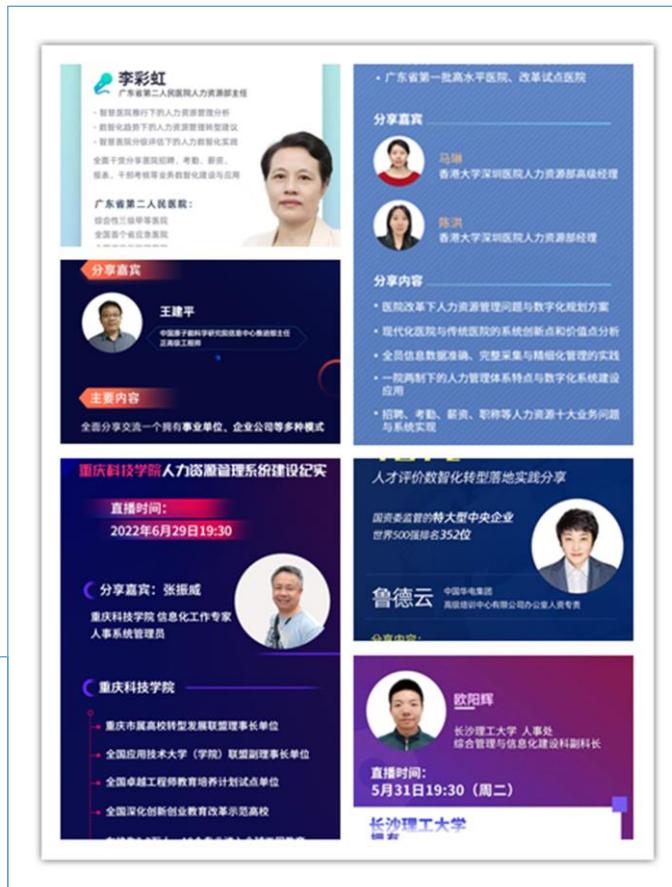 李彩虹
广东省第二人民医院人力资源部主任
- 智慧医院推行下的人力资源管理分析
- 数智化趋势下的人力资源管理转型建议
- 智慧医院分级评估下的人力数智化实践
全面干货分享医院招聘、考勤、薪资、
报表、干部考核等业务数智化建设与应用
广东省第二人民医院：
综合性三级甲等医院
全国首个省应急医院
分享嘉宾
王建平
中国原子能科学研究院信息中心推进部主任
正高级工程师
主要内容
全面分享交流一个拥有事业单位、企业公司等多种模式
重庆科技学院人力资源管理系统建设纪实
直播时间：
2022年6月29日19:30
分享嘉宾：张振威
重庆科技学院 信息化工作专家
人事系统管理员
重庆科技学院
重庆市属高校转型发展联盟理事长单位
全国应用技术大学（学院）联盟副理事长单位
全国卓越工程师教育培养计划试点单位
全国深化创新创业教育改革示范高校
• 广东省第一批高水平医院、改革试点医院
分享嘉宾
马琳
香港大学深圳医院人力资源部高级经理
陈洪
香港大学深圳医院人力资源部经理
分享内容
• 医院改革下人力资源管理问题与数字化规划方案
• 现代化医院与传统医院的系统创新点和价值点分析
• 全员信息数据准确、完整采集与精细化管理的实践
• 一院两制下的人力管理体系特点与数字化系统建设
应用
• 招聘、考勤、薪资、职称等人力资源十大业务问题
与系统实现
人才评价数智化转型落地实践分享
国资委监管的特大型中央企业
世界500强排名352位
鲁德云
中国华电集团
高级培训中心有限公司办公室人资专责
分享内容：
欧阳辉
长沙理工大学 人事处
综合管理与信息化建设科副科长
直播时间：
5月31日19:30（周二）
长沙理工大学
拥有